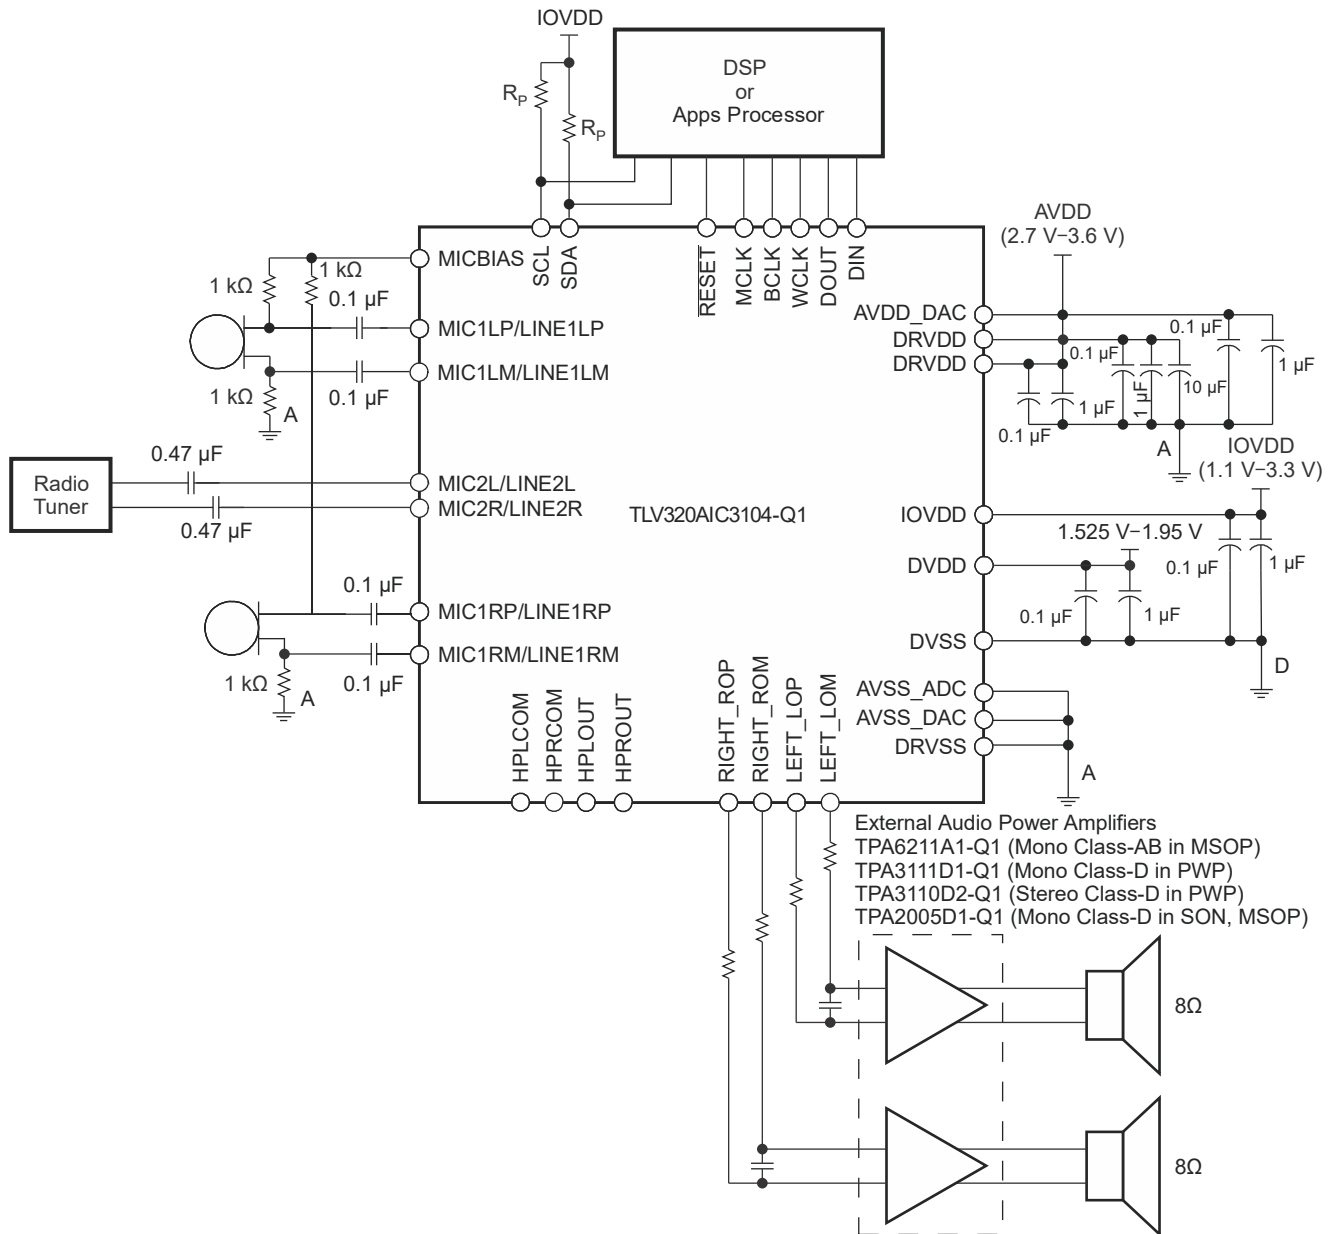 IOVDD
DSP
or
Apps Processor
RP
RP
AVDD
(2.7 V−3.6 V)
MICBIAS
SCL
SDA
RESET
MCLK
BCLK
WCLK
DOUT
DIN
1 kΩ
1 kΩ
0.1 µF
MIC1LP/LINE1LP
MIC1LM/LINE1LM
1 kΩ
A
0.1 µF
AVDD_DAC
DRVDD
DRVDD
0.1 µF
0.1 µF
1 µF
10 µF
1 µF
1 µF
0.1 µF
A
IOVDD
(1.1 V−3.3 V)
0.47 µF
Radio
Tuner
MIC2L/LINE2L
MIC2R/LINE2R
0.47 µF
TLV320AIC3104-Q1
IOVDD
1.525 V−1.95 V
DVDD
0.1 µF
1 µF
0.1 µF
1 µF
0.1 µF
MIC1RP/LINE1RP
MIC1RM/LINE1RM
1 kΩ
A
0.1 µF
DVSS
D
AVSS_ADC
AVSS_DAC
DRVSS
A
HPLCOM
HPRCOM
HPLOUT
HPROUT
RIGHT_ROP
RIGHT_ROM
LEFT_LOP
LEFT_LOM
External Audio Power Amplifiers
TPA6211A1-Q1 (Mono Class-AB in MSOP)
TPA3111D1-Q1 (Mono Class-D in PWP)
TPA3110D2-Q1 (Stereo Class-D in PWP)
TPA2005D1-Q1 (Mono Class-D in SON, MSOP)
8Ω
8Ω